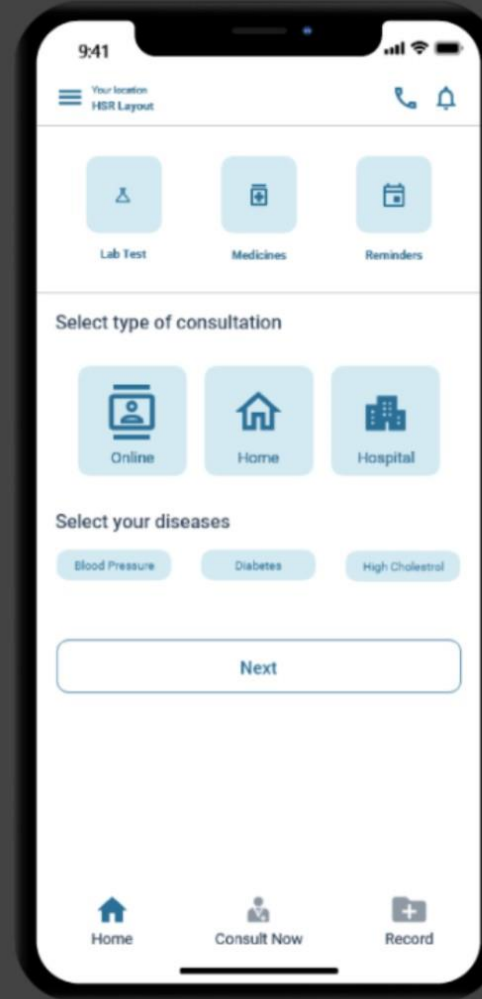 9:41
Your location
HSR Layout
Lab Test
Medicines
Reminders
Select type of consultation
Online
Home
Hospital
Select your diseases
Blood Pressure
Diabetes
High Cholestrol
Next
Home
Consult Now
Record